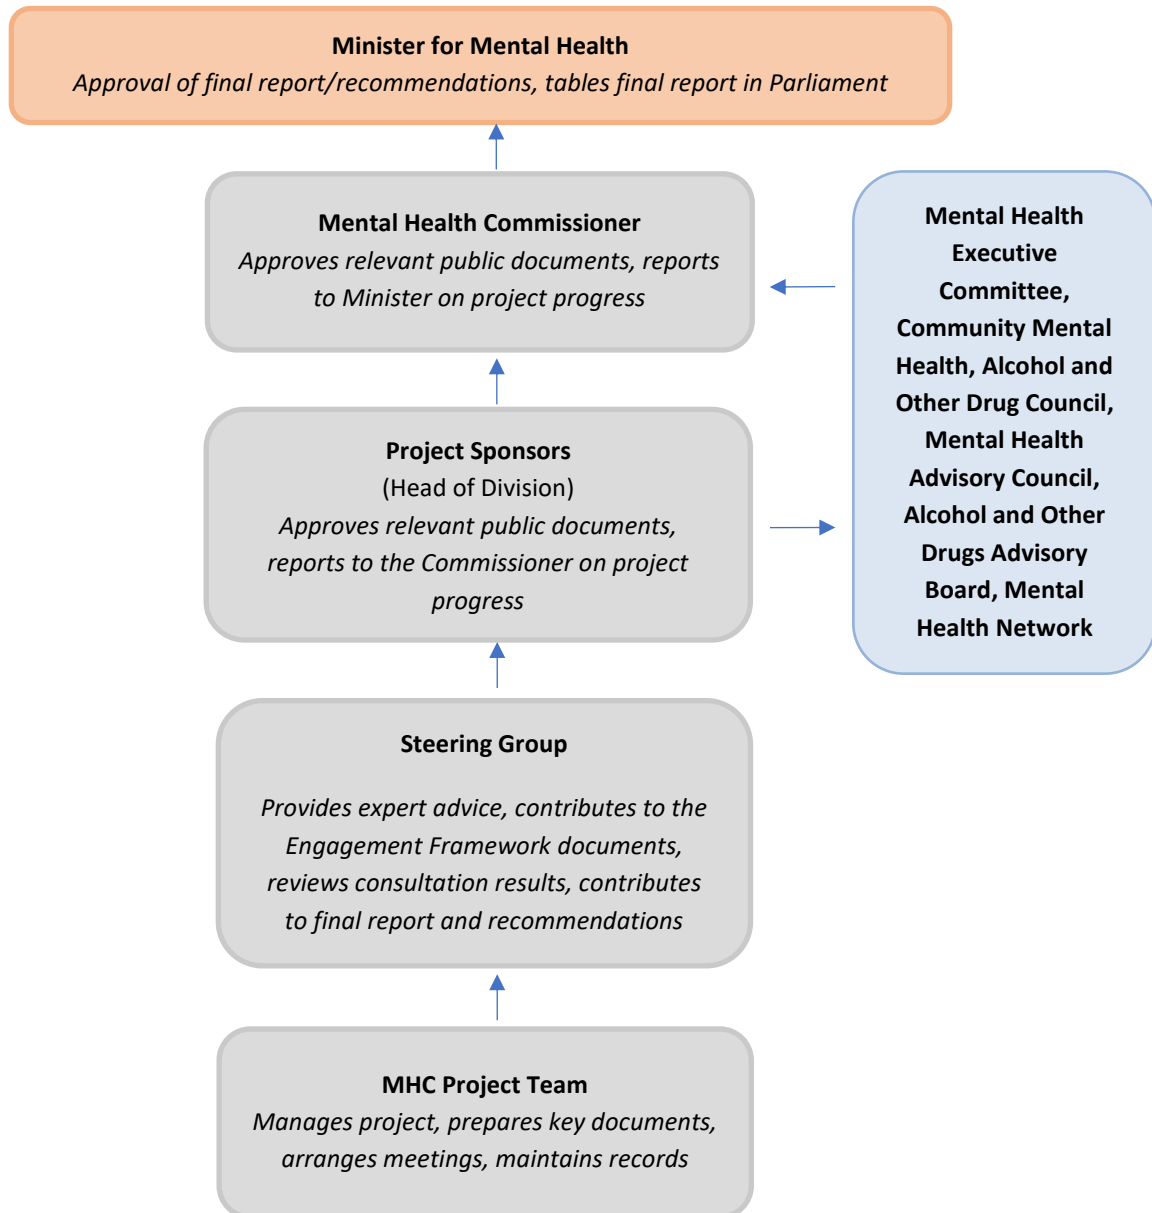 Minister for Mental Health
Approval of final report/recommendations, tables final report in Parliament
Mental Health Commissioner
Approves relevant public documents, reports
to Minister on project progress
Mental Health
Executive
Committee,
Community Mental
Health, Alcohol and
Other Drug Council,
Mental Health
Advisory Council,
Alcohol and Other
Drugs Advisory
Board, Mental
Health Network
Project Sponsors
(Head of Division)
Approves relevant public documents,
reports to the Commissioner on project
progress
Steering Group
Provides expert advice, contributes to the
Engagement Framework documents,
reviews consultation results, contributes
to final report and recommendations
MHC Project Team
Manages project, prepares key documents,
arranges meetings, maintains records